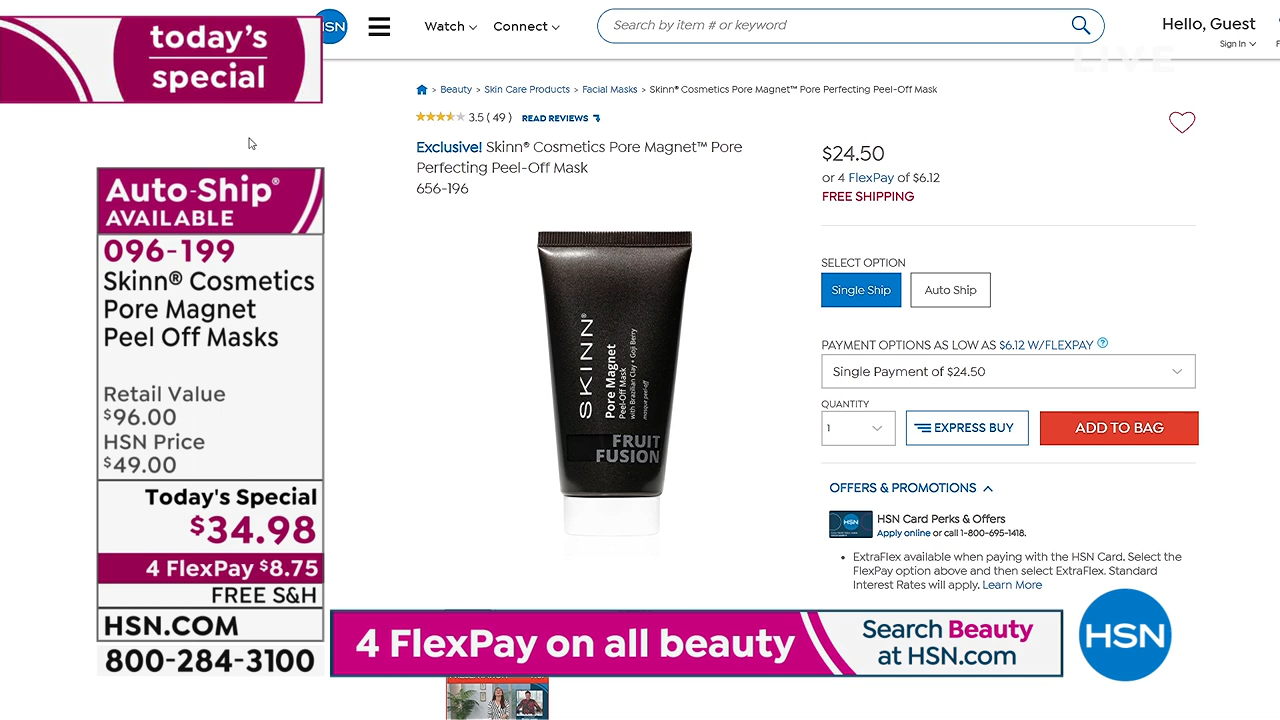 today's
special
HSN
Watch
Connect
Search by item # or keyword
Hello, Guest
Sign In
LIVE
Beauty > Skin Care Products > Facial Masks > Skinn® Cosmetics Pore Magnet™ Pore Perfecting Peel-Off Mask
3.5 ( 49 ) READ REVIEWS
Exclusive! Skinn® Cosmetics Pore Magnet™ Pore
Perfecting Peel-Off Mask
656-196
$24.50
or 4 FlexPay of $6.12
FREE SHIPPING
SELECT OPTION
Single Ship
Auto Ship
PAYMENT OPTIONS AS LOW AS $6.12 W/FLEXPAY ?
Single Payment of $24.50
QUANTITY
1
EXPRESS BUY
ADD TO BAG
OFFERS & PROMOTIONS
HSN
HSN Card Perks & Offers
Apply online or call 1-800-695-1418.
• ExtraFlex available when paying with the HSN Card. Select the
FlexPay option above and then select ExtraFlex. Standard
Interest Rates will apply. Learn More
SKINN®
Pore Magnet
Peel-Off Mask
with Brazilian Clay + Goji Berry
masque peel-off
FRUIT
FUSION
Auto-Ship®
AVAILABLE
096-199
Skinn® Cosmetics
Pore Magnet
Peel Off Masks
Retail Value
$96.00
HSN Price
$49.00
Today's Special
$34.98
4 FlexPay $8.75
FREE S&H
HSN.COM
800-284-3100
4 FlexPay on all beauty
Search Beauty
at HSN.com
HSN